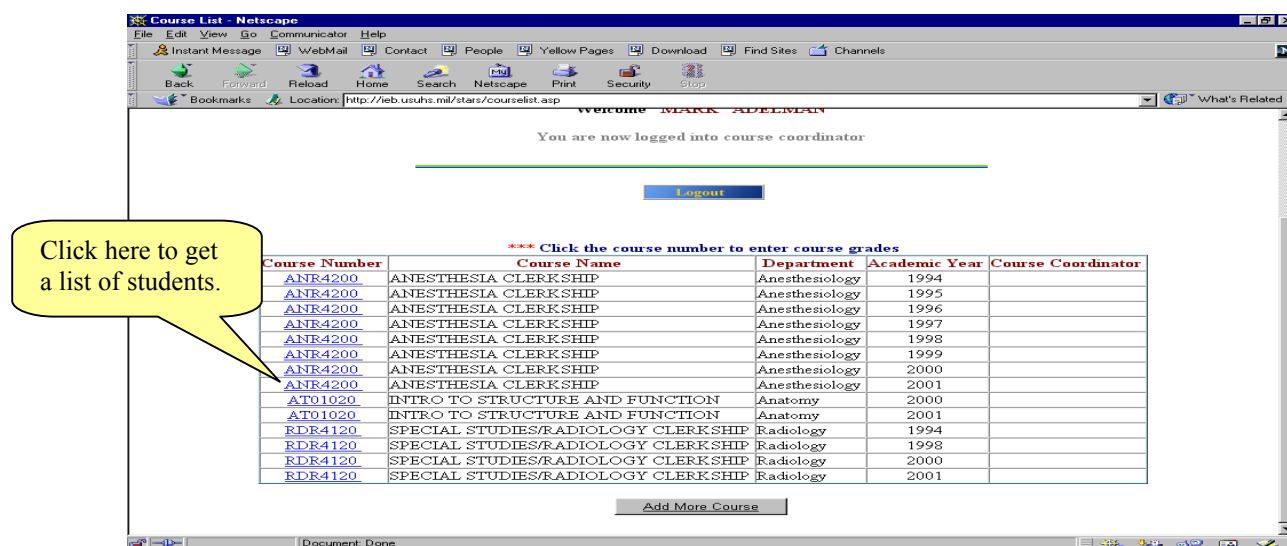 Course List - Netscape
File Edit View Go Communicator Help
Instant Message WebMail Contact People Yellow Pages Download Find Sites Channels
Back Forward Reload Home Search Netscape Print Security Stop
Bookmarks Location: http://ieb.usuhs.mil/stars/courselist.asp What's Related
Welcome MARK ADELMAN
You are now logged into course coordinator
Logout
Click here to get
a list of students.
*** Click the course number to enter course grades
Course Number Course Name Department Academic Year Course Coordinator
ANR4200 ANESTHESIA CLERKSHIP Anesthesiology 1994
ANR4200 ANESTHESIA CLERKSHIP Anesthesiology 1995
ANR4200 ANESTHESIA CLERKSHIP Anesthesiology 1996
ANR4200 ANESTHESIA CLERKSHIP Anesthesiology 1997
ANR4200 ANESTHESIA CLERKSHIP Anesthesiology 1998
ANR4200 ANESTHESIA CLERKSHIP Anesthesiology 1999
ANR4200 ANESTHESIA CLERKSHIP Anesthesiology 2000
ANR4200 ANESTHESIA CLERKSHIP Anesthesiology 2001
AT01020 INTRO TO STRUCTURE AND FUNCTION Anatomy 2000
AT01020 INTRO TO STRUCTURE AND FUNCTION Anatomy 2001
RDR4120 SPECIAL STUDIES/RADIOLOGY CLERKSHIP Radiology 1994
RDR4120 SPECIAL STUDIES/RADIOLOGY CLERKSHIP Radiology 1998
RDR4120 SPECIAL STUDIES/RADIOLOGY CLERKSHIP Radiology 2000
RDR4120 SPECIAL STUDIES/RADIOLOGY CLERKSHIP Radiology 2001
Add More Course
Document: Done